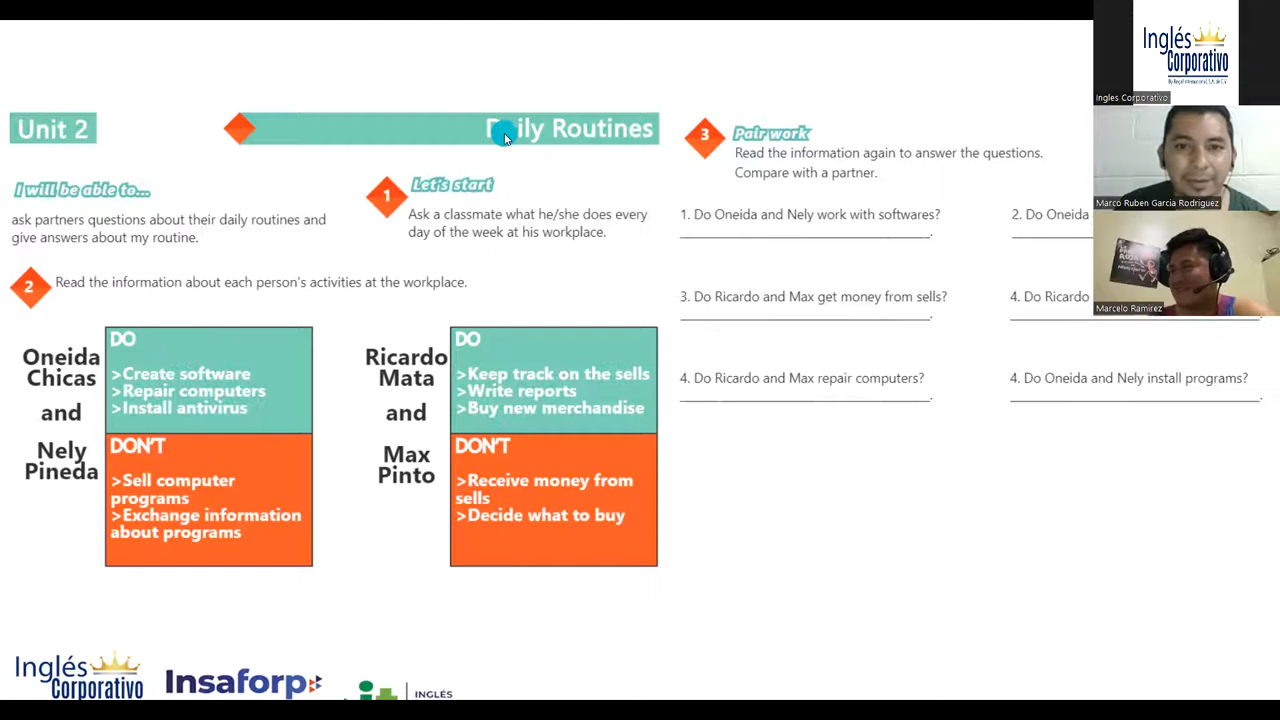 Unit 2
Daily Routines
I will be able to...
ask partners questions about their daily routines and
give answers about my routine.
1
Let's start
Ask a classmate what he/she does every
day of the week at his workplace.
2
Read the information about each person's activities at the workplace.
Oneida
Chicas
and
Nely
Pineda
DO
>Create software
>Repair computers
>Install antivirus
DON'T
>Sell computer
programs
>Exchange information
about programs
Ricardo
Mata
and
Max
Pinto
DO
>Keep track on the sells
>Write reports
>Buy new merchandise
DON'T
>Receive money from
sells
>Decide what to buy
3
Pair work
Read the information again to answer the questions.
Compare with a partner.
1. Do Oneida and Nely work with softwares?
2. Do Oneida
3. Do Ricardo and Max get money from sells?
4. Do Ricardo
4. Do Ricardo and Max repair computers?
4. Do Oneida and Nely install programs?
Inglés
Corporativo
Ingles Corporativo
Marco Ruben Garcia Rodriguez
Marcelo Ramirez
Inglés
Corporativo
Insaforp
INGLÉS